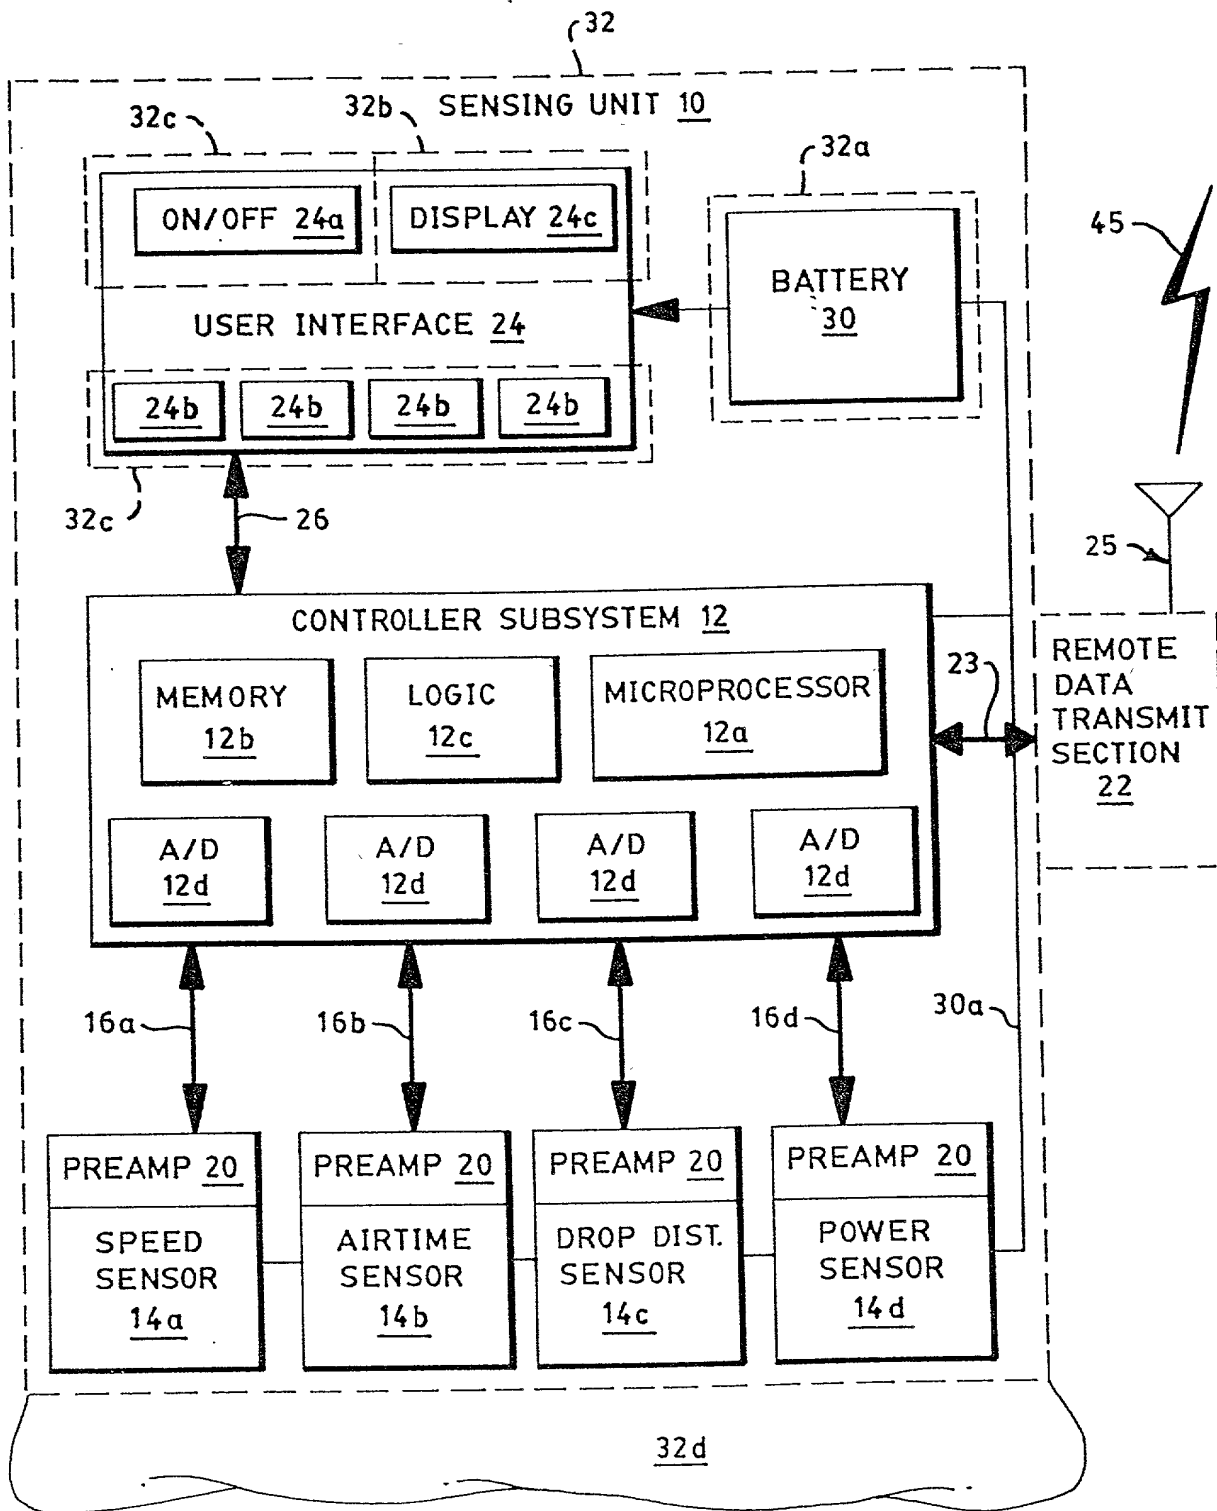 32
SENSING UNIT 10
32c
32b
32a
ON/OFF 24a
DISPLAY 24c
45
BATTERY
30
USER INTERFACE 24
24b
24b
24b
24b
32c
26
25
CONTROLLER SUBSYSTEM 12
MEMORY
12b
LOGIC
12c
MICROPROCESSOR
12a
23
REMOTE
DATA
TRANSMIT
SECTION
22
A/D
12d
A/D
12d
A/D
12d
A/D
12d
16a
16b
16c
16d
30a
PREAMP 20
SPEED
SENSOR
14a
PREAMP 20
AIRTIME
SENSOR
14b
PREAMP 20
DROP DIST.
SENSOR
14c
PREAMP 20
POWER
SENSOR
14d
32d